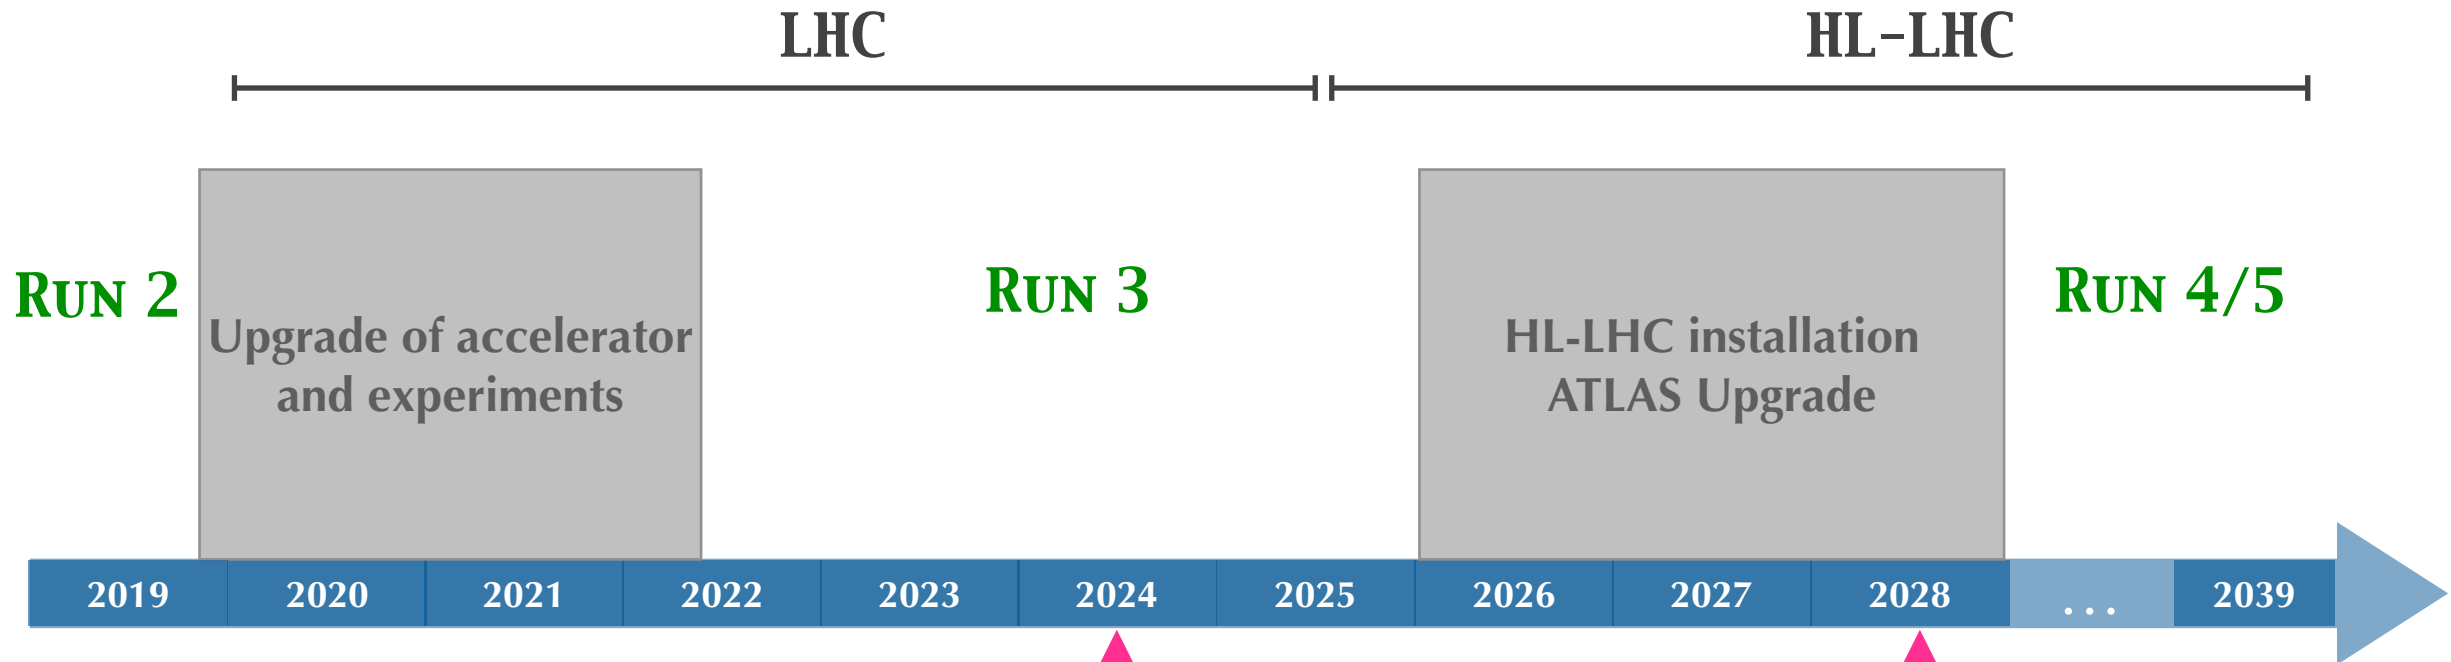 LHC
HL-LHC
Run 2
Upgrade of accelerator
and experiments
Run 3
HL-LHC installation
ATLAS Upgrade
Run 4/5
2019
2020
2021
2022
2023
2024
2025
2026
2027
2028
...
2039